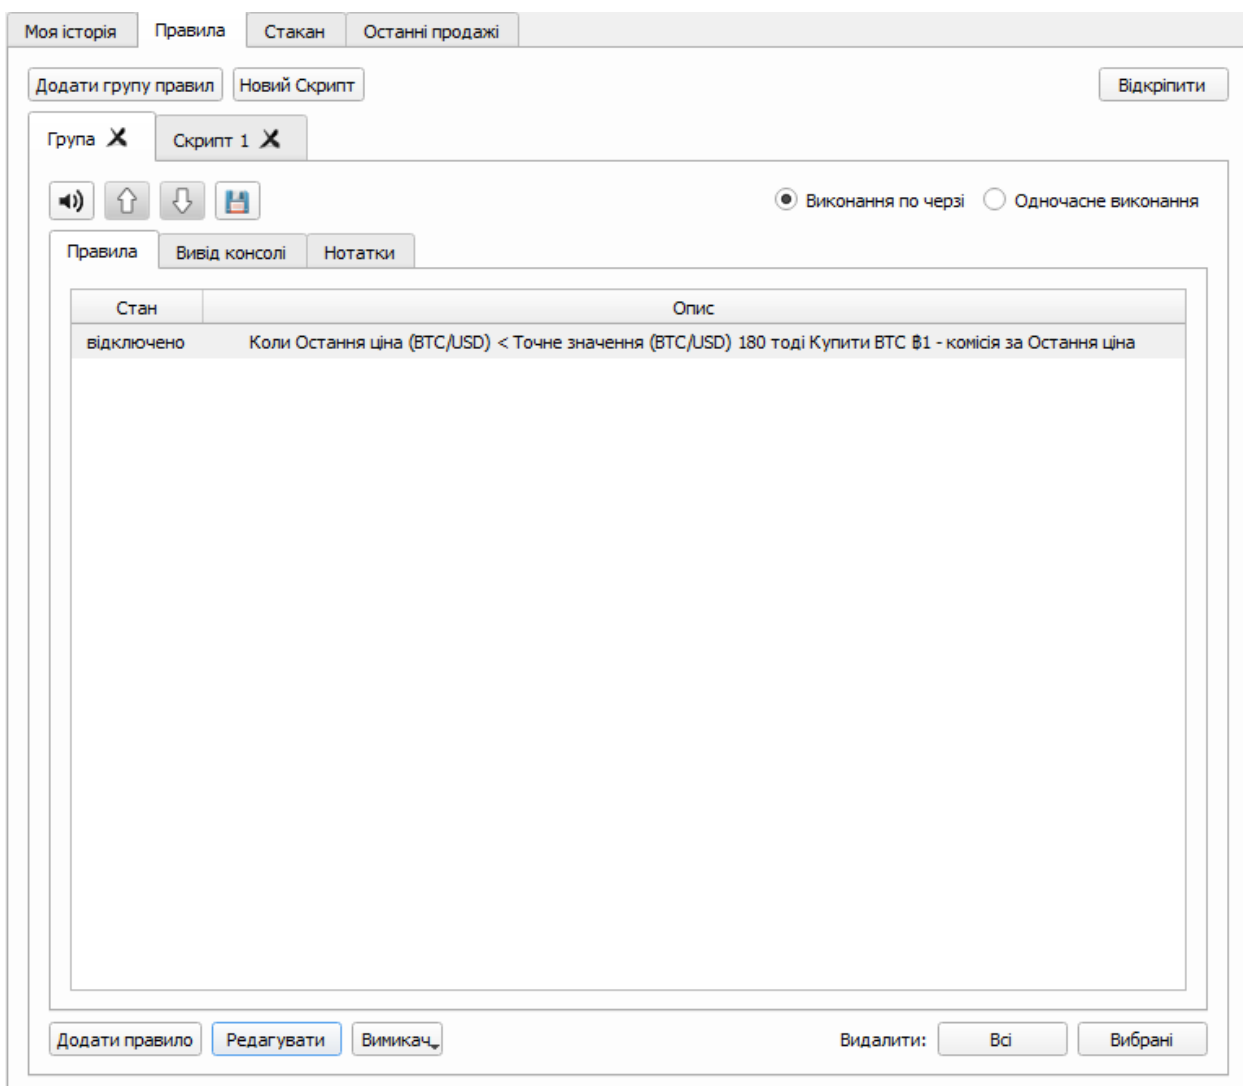 Моя історія Правила Стакан Останні продажі
Додати групу правил Новий Скрипт Відкріпити
Група Скрипт 1
Виконання по черзі Одночасне виконання
Правила Вивід консолі Нотатки
Стан Опис
відключено Коли Остання ціна (BTC/USD) < Точне значення (BTC/USD) 180 тоді Купити BTC ฿1 - комісія за Остання ціна
Додати правило Редагувати Вимикач Видалити: Всі Вибрані